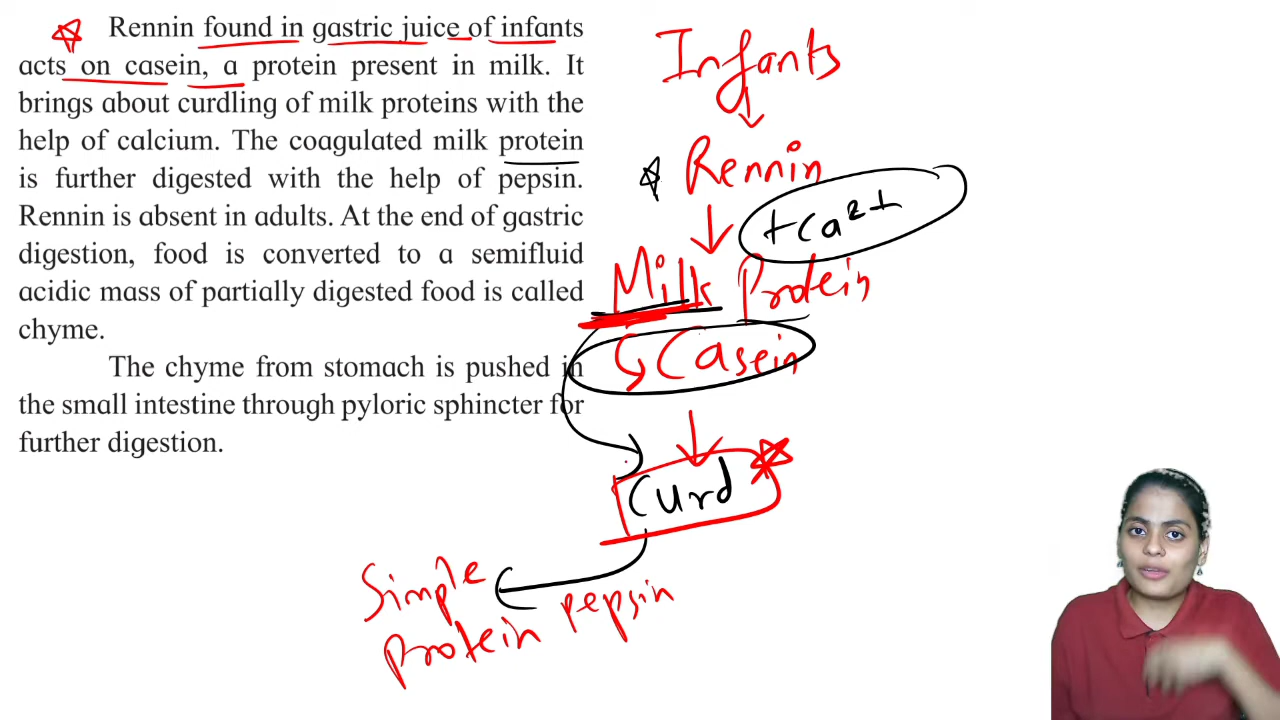 Rennin found in gastric juice of infants
acts on casein, a protein present in milk. It
brings about curdling of milk proteins with the
help of calcium. The coagulated milk protein
is further digested with the help of pepsin.
Rennin is absent in adults. At the end of gastric
digestion, food is converted to a semifluid
acidic mass of partially digested food is called
chyme.
The chyme from stomach is pushed in
the small intestine through pyloric sphincter for
further digestion.
Infants
Rennin
+Ca2+
Milk Protein
Casein
Curd
Simple
Protein pepsin